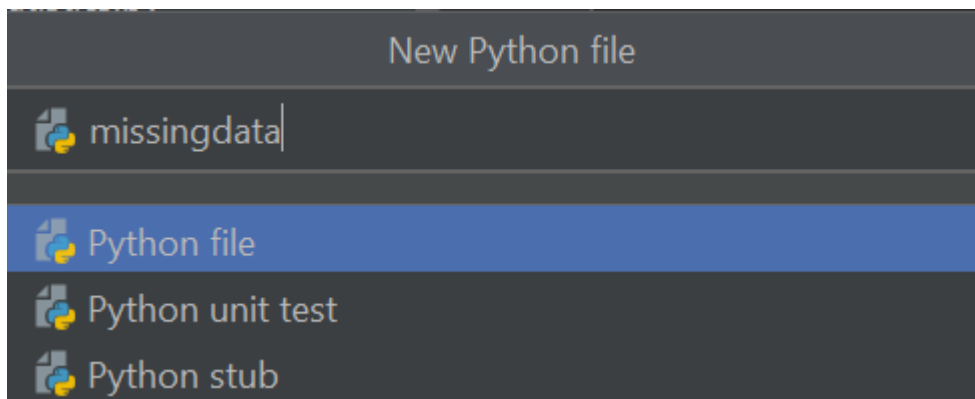 New Python file
missingdata
Python file
Python unit test
Python stub